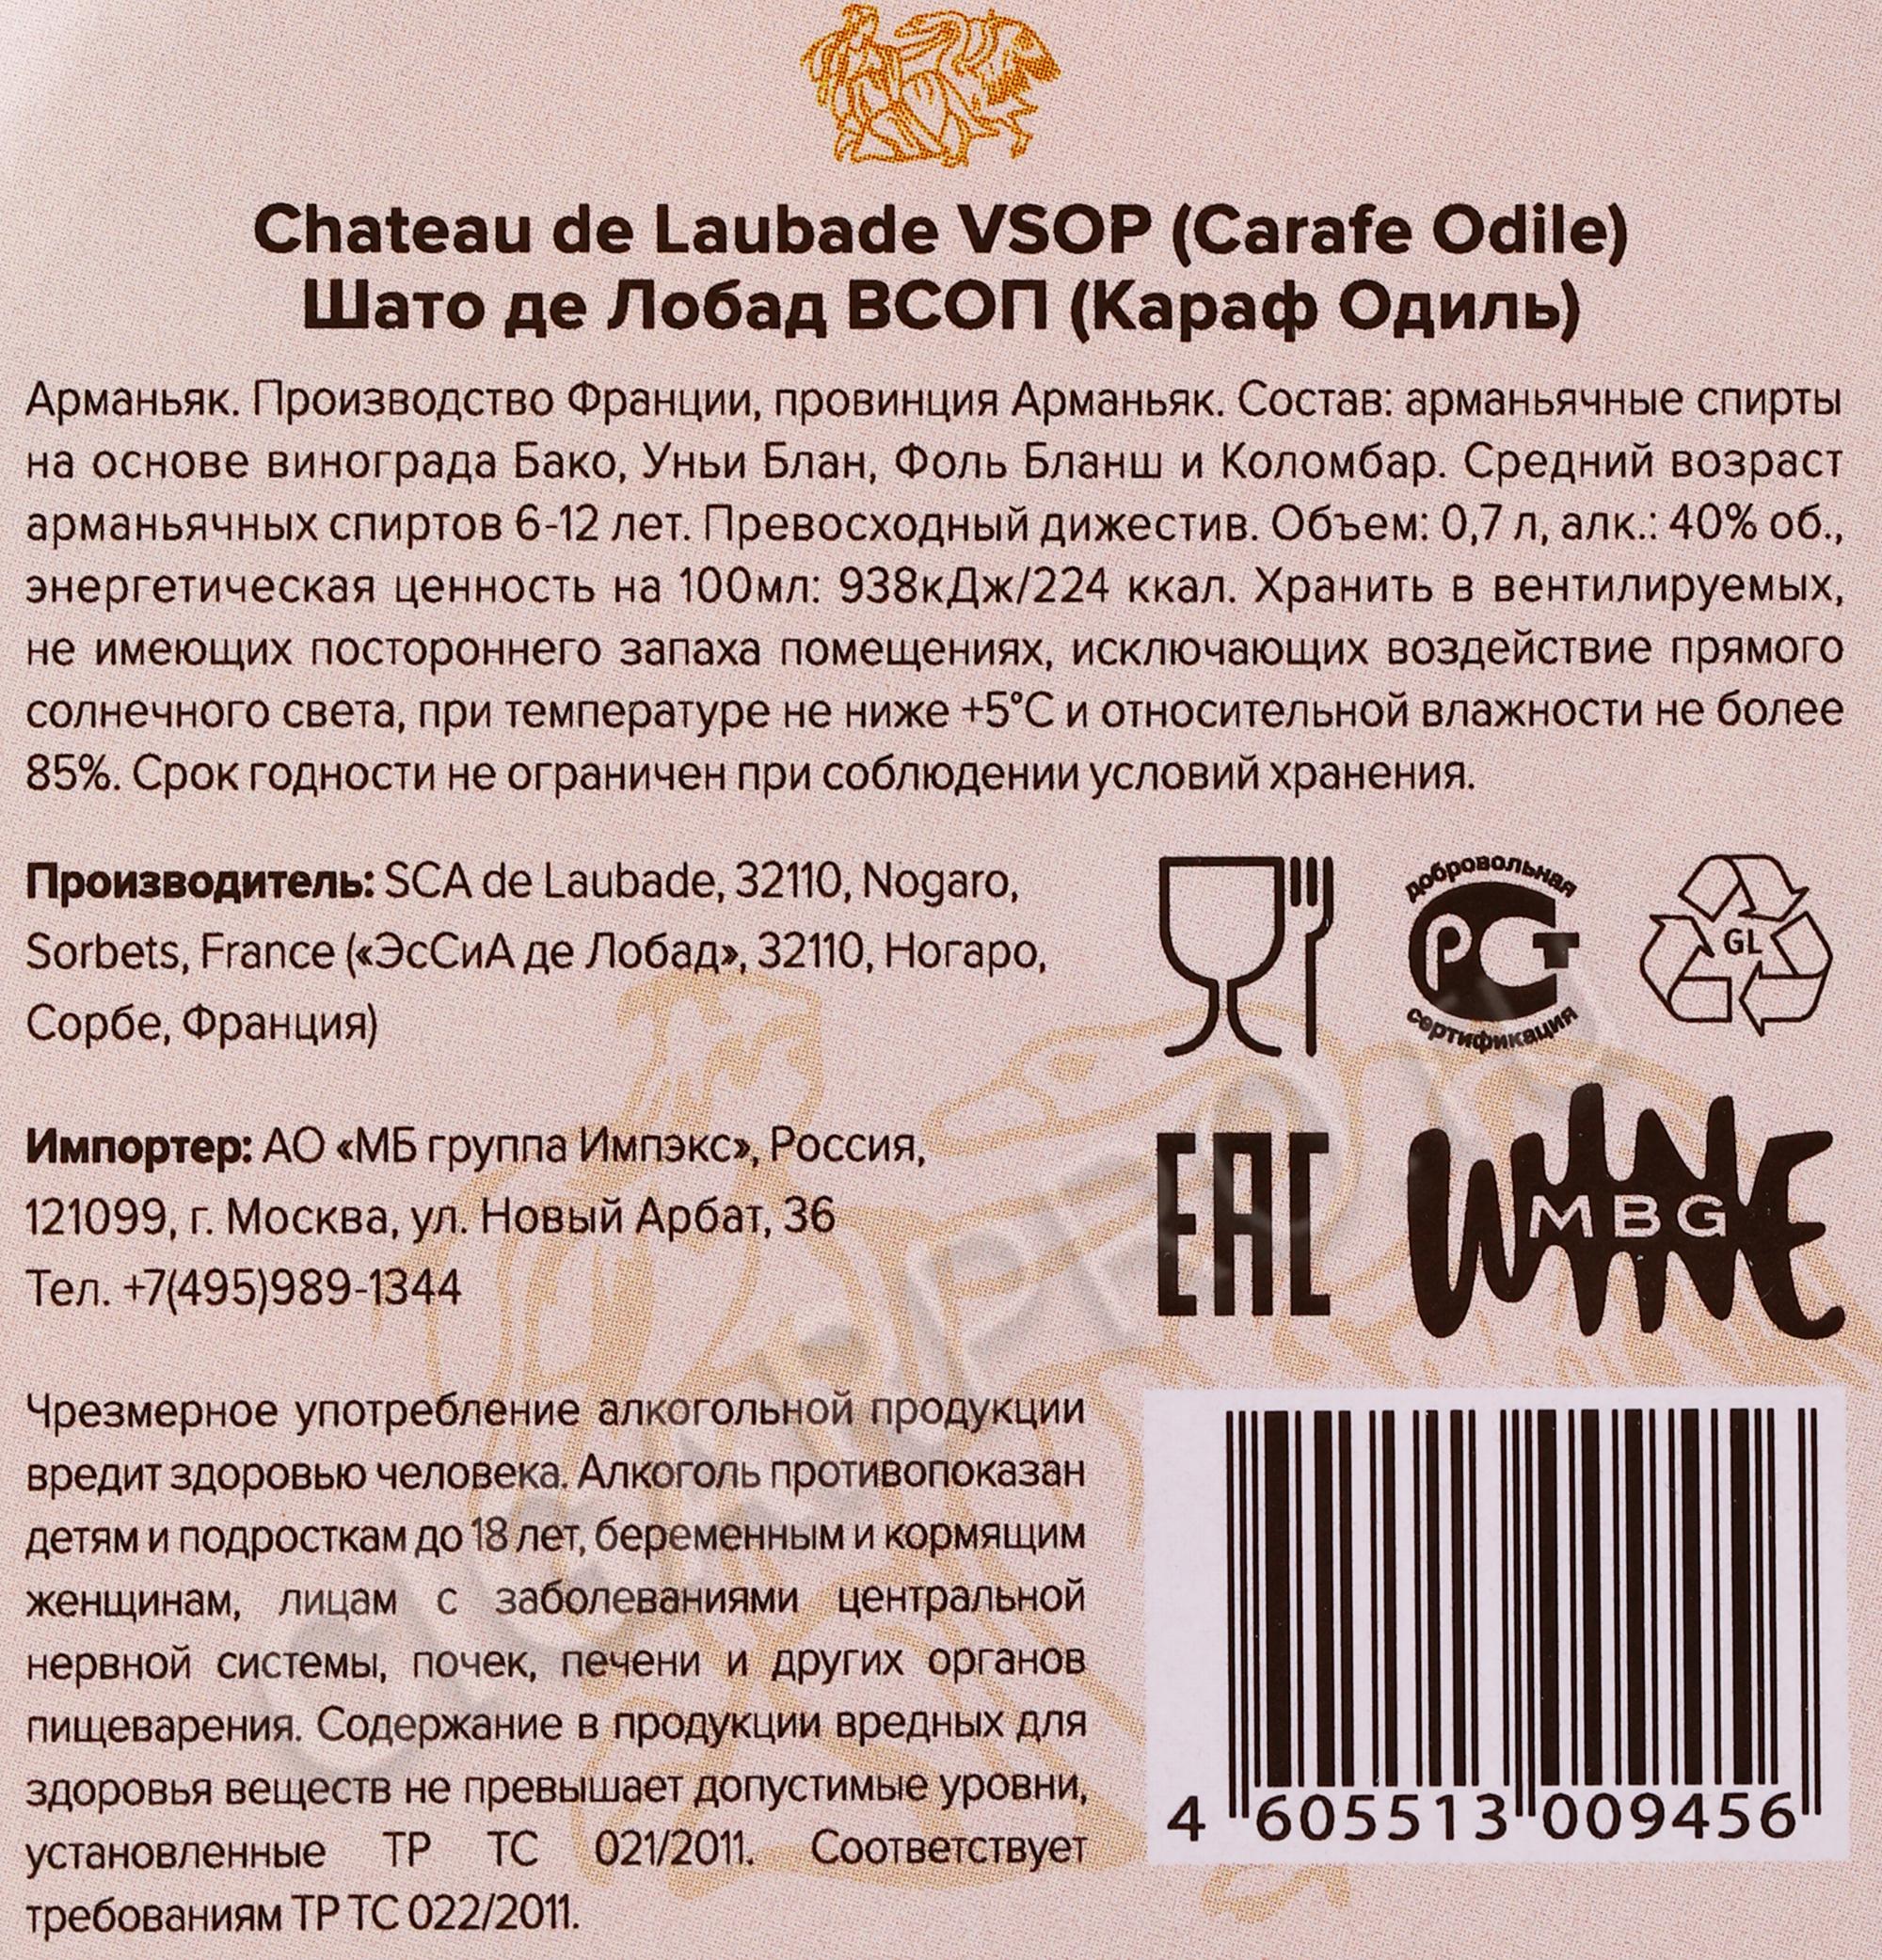 Chateau de Laubade VSOP (Carafe Odile)
Шато де Лобад ВСОП (Караф Одиль)
Арманьяк. Производство Франции, провинция Арманьяк. Состав: арманьячные спирты
на основе винограда Бако, Уньи Блан, Фоль Бланш и Коломбар. Средний возраст
арманьячных спиртов 6-12 лет. Превосходный дижестив. Объем: 0,7 л, алк.: 40% об.,
энергетическая ценность на 100мл: 938кДж/224 ккал. Хранить в вентилируемых,
не имеющих постороннего запаха помещениях, исключающих воздействие прямого
солнечного света, при температуре не ниже +5°C и относительной влажности не более
85%. Срок годности не ограничен при соблюдении условий хранения.
Производитель: SCA de Laubade, 32110, Nogaro,
Sorbets, France («ЭсСиА де Лобад», 32110, Ногаро,
Сорбе, Франция)
добровольная
РСТ
сертификация
GL
Импортер: АО «МБ группа Импэкс», Россия,
121099, г. Москва, ул. Новый Арбат, 36
Тел. +7(495)989-1344
EAC
WINE
MBG
Чрезмерное употребление алкогольной продукции
вредит здоровью человека. Алкоголь противопоказан
детям и подросткам до 18 лет, беременным и кормящим
женщинам, лицам с заболеваниями центральной
нервной системы, почек, печени и других органов
пищеварения. Содержание в продукции вредных для
здоровья веществ не превышает допустимые уровни,
установленные ТР ТС 021/2011. Соответствует
требованиям ТР ТС 022/2011.
4 605513 009456